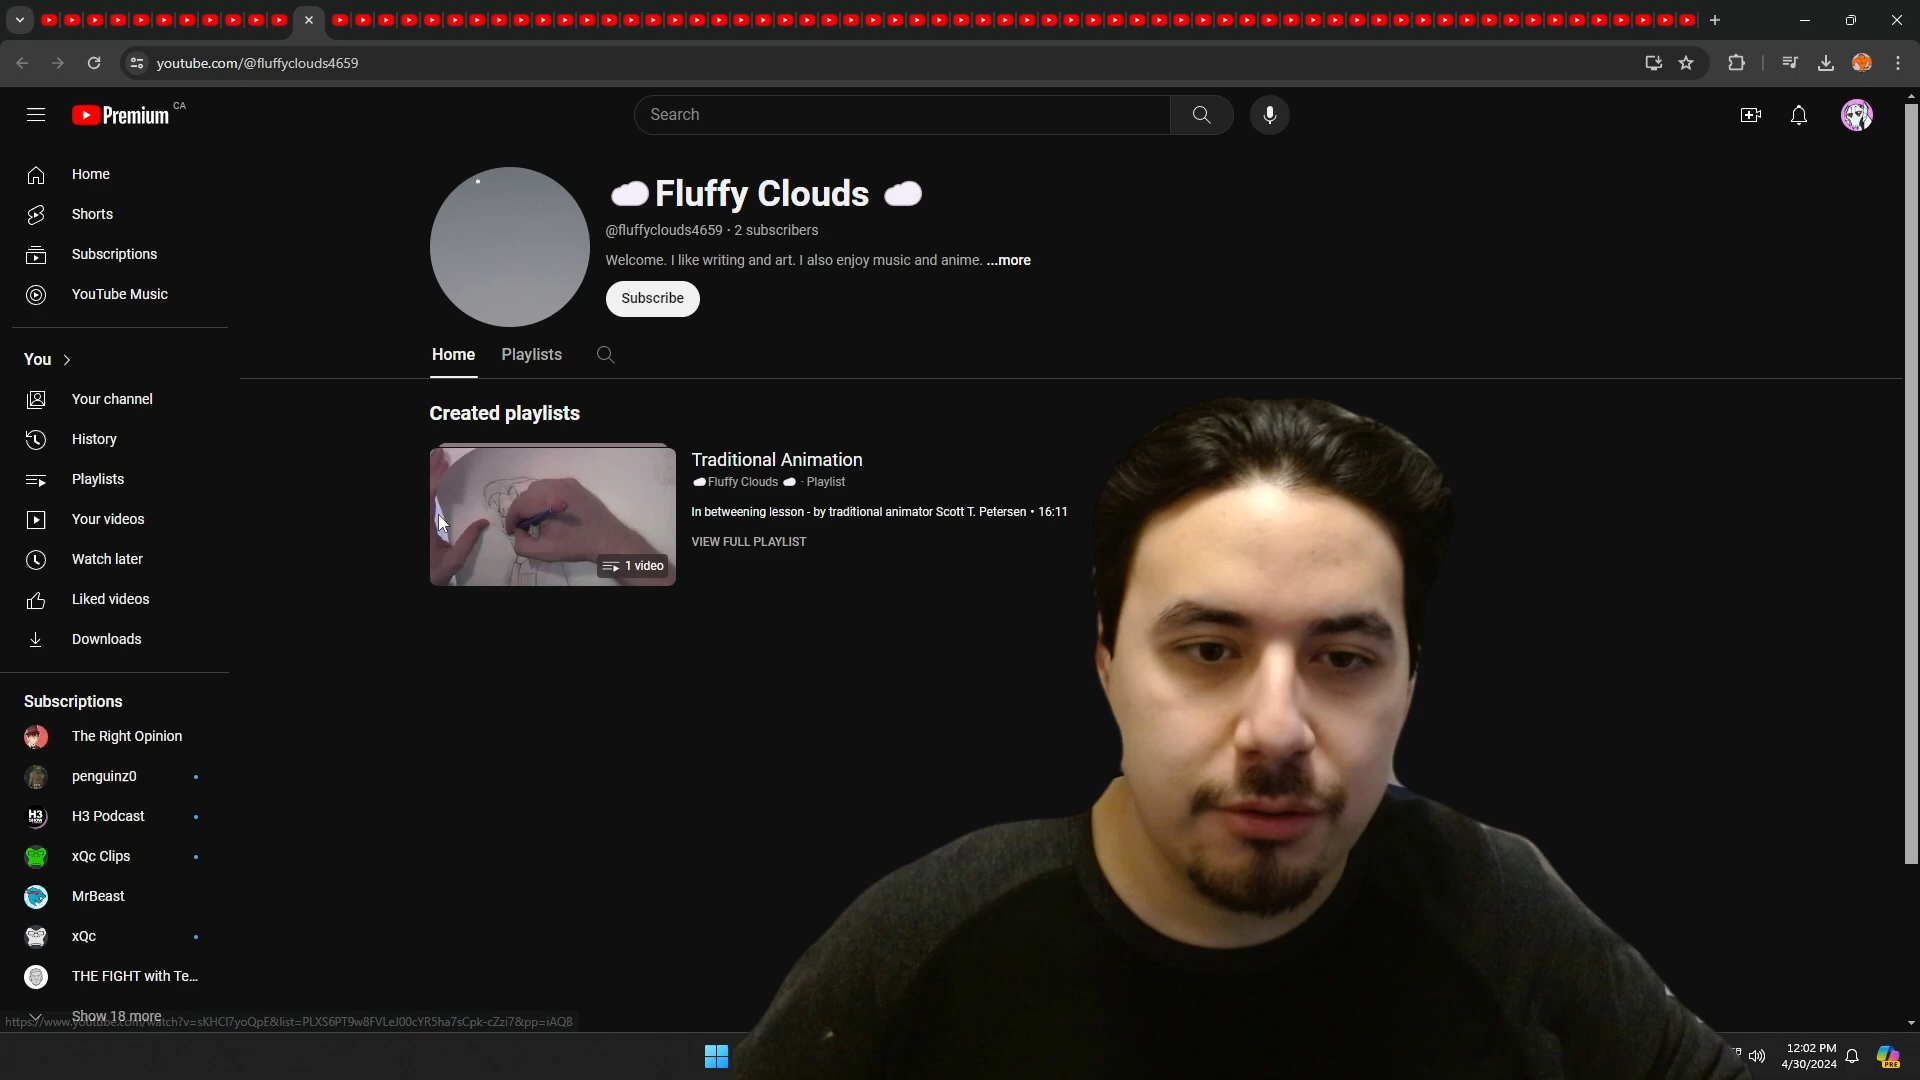 youtube.com/@fluffyclouds4659
Premium CA
Search
Home
Shorts
Subscriptions
YouTube Music
You
Your channel
History
Playlists
Your videos
Watch later
Liked videos
Downloads
Subscriptions
The Right Opinion
penguinz0
H3 Podcast
xQc Clips
MrBeast
xQc
THE FIGHT with Te...
Show 18 more
☁️Fluffy Clouds ☁️
@fluffyclouds4659 · 2 subscribers
Welcome. I like writing and art. I also enjoy music and anime. ...more
Subscribe
Home Playlists
Created playlists
1 video
Traditional Animation
☁️Fluffy Clouds ☁️ · Playlist
In betweening lesson - by traditional animator Scott T. Petersen • 16:11
VIEW FULL PLAYLIST
12:02 PM
4/30/2024
PRE